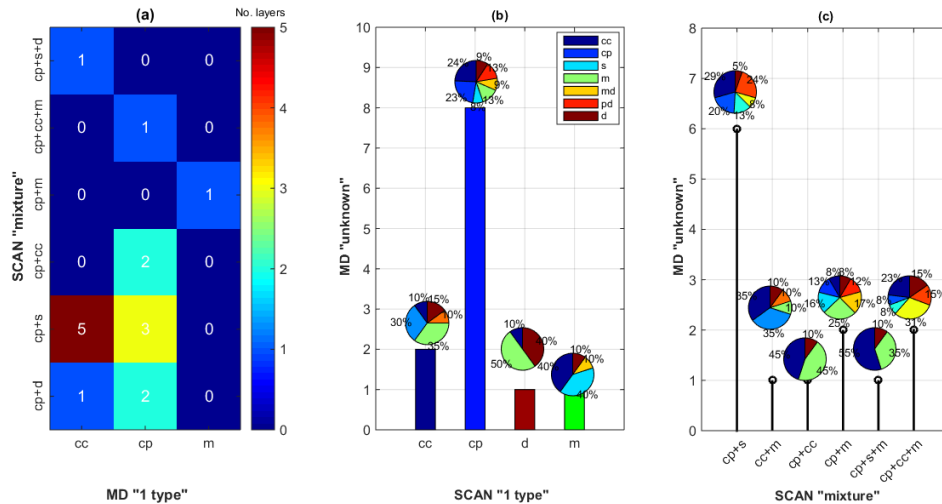 (a)
No. layers
SCAN "mixture"
cp+s+d
cp+cc+m
cp+m
cp+cc
cp+s
cp+d
1 0 0
0 1 0
0 0 1
0 2 0
5 3 0
1 2 0
cc cp m
MD "1 type"
5
4
3
2
1
0
(b)
MD "unknown"
10
9
8
7
6
5
4
3
2
1
0
cc
cp
s
m
md
pd
d
24% 9% 13% 9% 13% 23%
10% 15% 10% 35% 30%
10% 40% 40% 50%
10% 10% 40%
cc cp d m
SCAN "1 type"
(c)
MD "unknown"
8
7
6
5
4
3
2
1
0
29% 5% 24% 8% 13% 20%
35% 10% 10% 10% 35%
45% 10% 45%
13% 8% 8% 12% 17% 25% 16%
55% 10% 35%
23% 15% 15% 31% 8% 8%
cp+s
cc+m
cp+cc
cp+m
cp+s+m
cp+cc+m
SCAN "mixture"